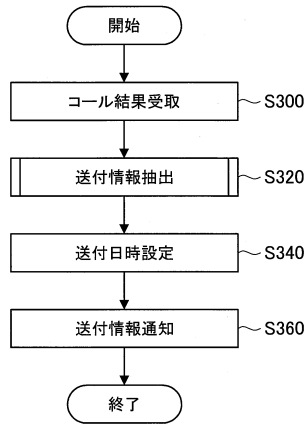 開始
コール結果受取 S300
送付情報抽出 S320
送付日時設定 S340
送付情報通知 S360
終了